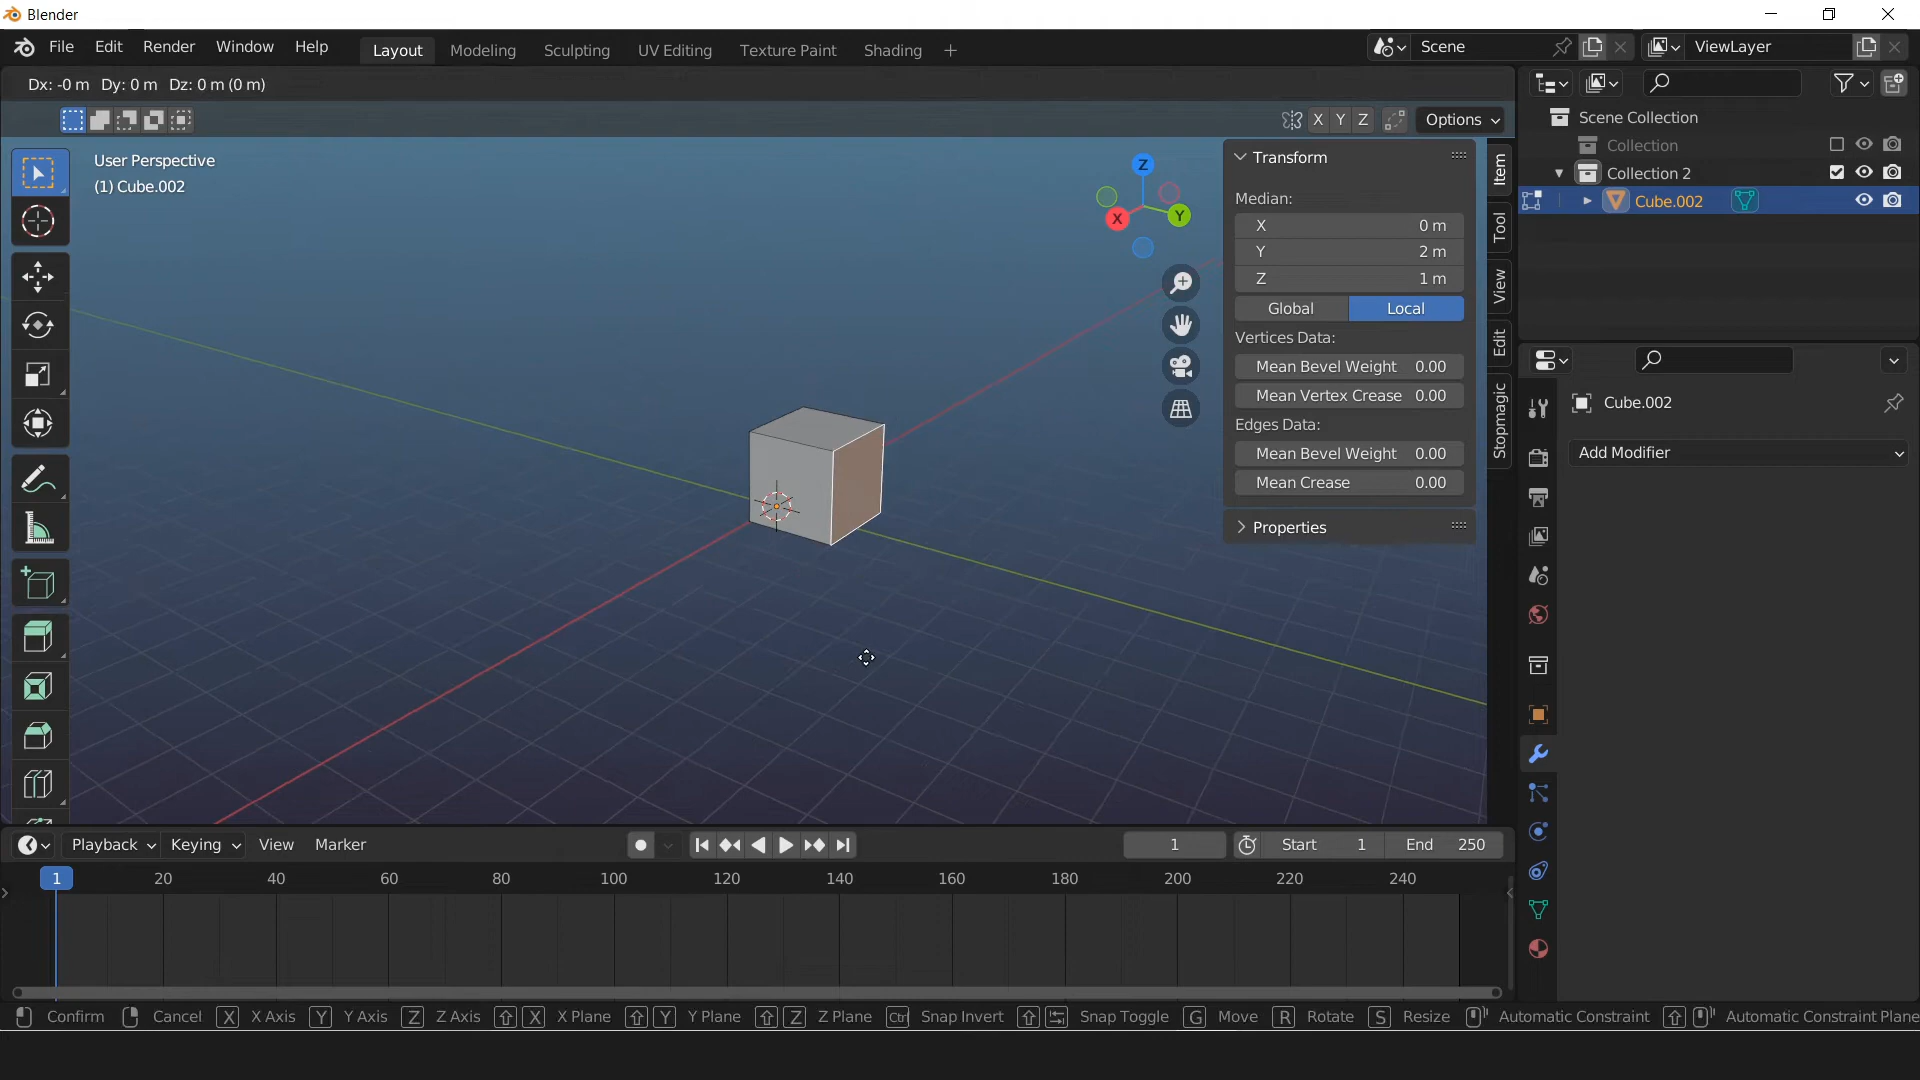 Blender
File Edit Render Window Help Layout Modeling Sculpting UV Editing Texture Paint Shading + Scene ViewLayer
Dx: -0 m Dy: 0 m Dz: 0 m (0 m)
X Y Z Options
User Perspective
(1) Cube.002
Z
X
Y
Transform
Median:
X 0 m
Y 2 m
Z 1 m
Global Local
Vertices Data:
Mean Bevel Weight 0.00
Mean Vertex Crease 0.00
Edges Data:
Mean Bevel Weight 0.00
Mean Crease 0.00
Properties
Item
Tool
View
Edit
Stopmagic
Scene Collection
Collection
Collection 2
Cube.002
Cube.002
Add Modifier
Playback Keying View Marker 1 Start 1 End 250
1 20 40 60 80 100 120 140 160 180 200 220 240
Confirm Cancel X X Axis Y Y Axis Z Z Axis X X Plane Y Y Plane Z Z Plane Ctrl Snap Invert Snap Toggle G Move R Rotate S Resize Automatic Constraint Automatic Constraint Plane